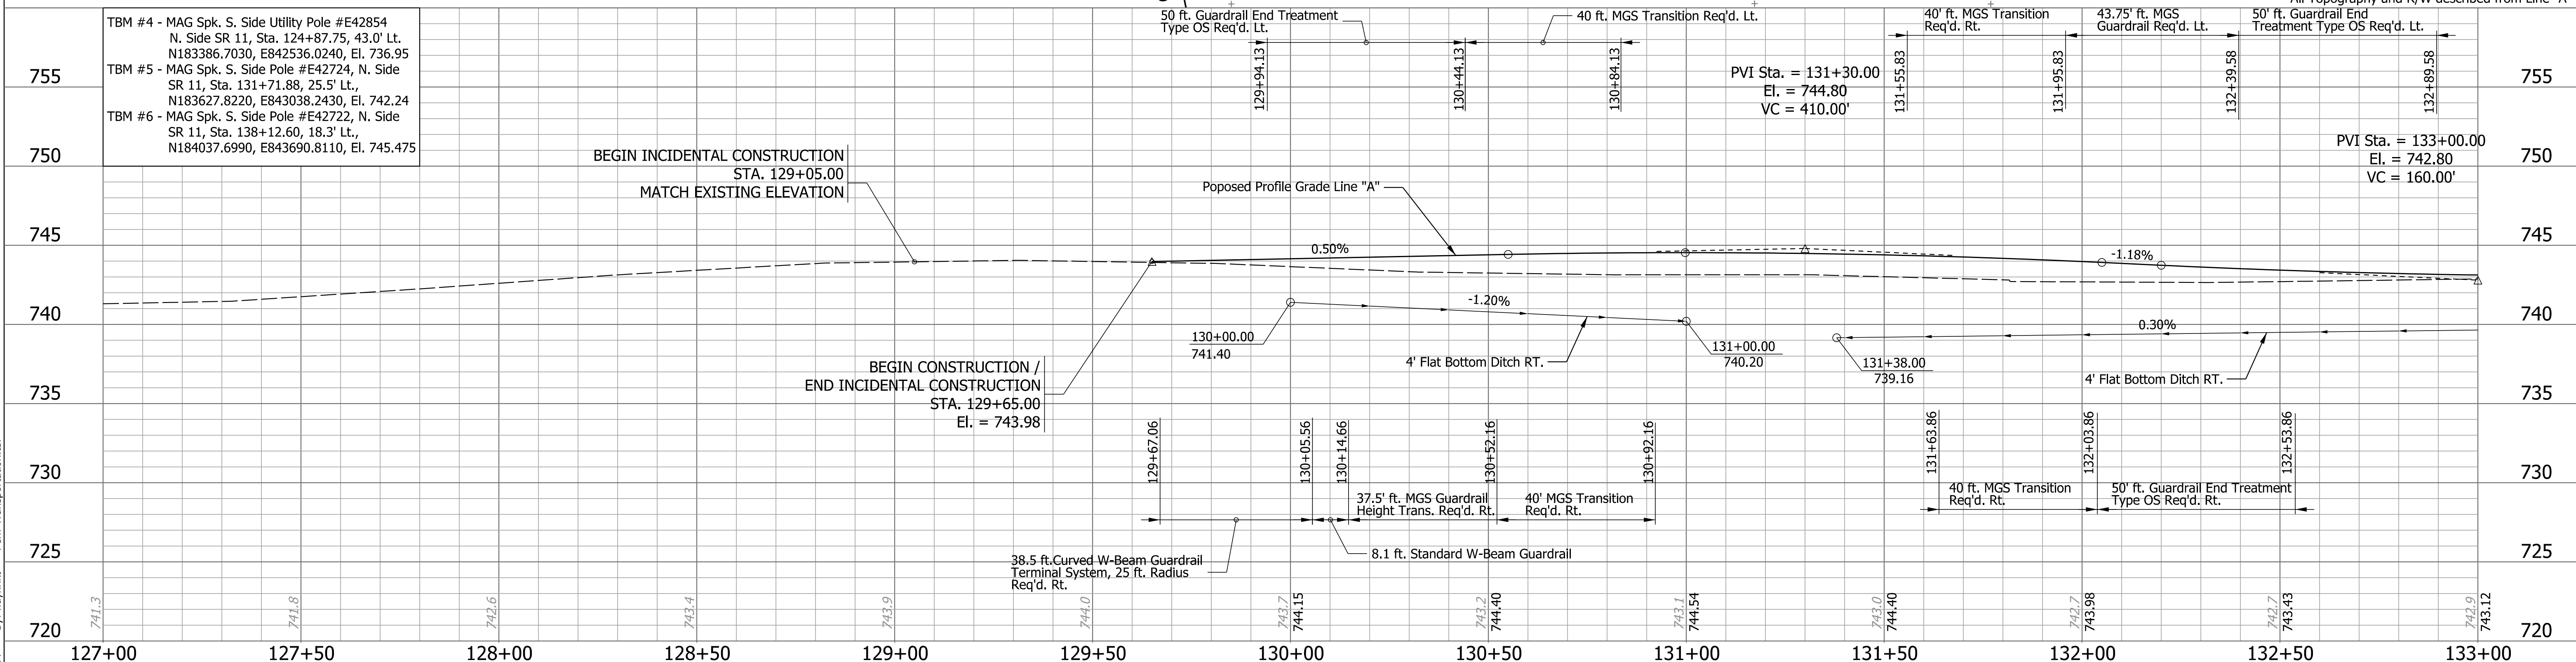 TBM #4 - MAG Spk. S. Side Utility Pole #E42854
N. Side SR 11, Sta. 124+87.75, 43.0' Lt.
N183386.7030, E842536.0240, El. 736.95
TBM #5 - MAG Spk. S. Side Pole #E42724, N. Side
SR 11, Sta. 131+71.88, 25.5' Lt.,
N183627.8220, E843038.2430, El. 742.24
TBM #6 - MAG Spk. S. Side Pole #E42722, N. Side
SR 11, Sta. 138+12.60, 18.3' Lt.,
N184037.6990, E843690.8110, El. 745.475
50 ft. Guardrail End Treatment
Type OS Req'd. Lt.
40 ft. MGS Transition Req'd. Lt.
40' ft. MGS Transition
Req'd. Rt.
43.75' ft. MGS
Guardrail Req'd. Lt.
50' ft. Guardrail End
Treatment Type OS Req'd. Lt.
129+94.13
130+44.13
130+84.13
131+55.83
131+95.83
132+39.58
132+89.58
PVI Sta. = 131+30.00
El. = 744.80
VC = 410.00'
PVI Sta. = 133+00.00
El. = 742.80
VC = 160.00'
755
755
750
750
745
745
740
740
735
735
730
730
725
725
720
720
BEGIN INCIDENTAL CONSTRUCTION
STA. 129+05.00
MATCH EXISTING ELEVATION
Poposed Profile Grade Line "A"
0.50%
-1.18%
-1.20%
0.30%
130+00.00
741.40
4' Flat Bottom Ditch RT.
131+00.00
740.20
131+38.00
739.16
4' Flat Bottom Ditch RT.
BEGIN CONSTRUCTION /
END INCIDENTAL CONSTRUCTION
STA. 129+65.00
El. = 743.98
129+67.06
130+05.56
130+14.66
130+52.16
130+92.16
131+63.86
132+03.86
132+53.86
37.5' ft. MGS Guardrail
Height Trans. Req'd. Rt.
40' MGS Transition
Req'd. Rt.
40 ft. MGS Transition
Req'd. Rt.
50' ft. Guardrail End Treatment
Type OS Req'd. Rt.
38.5 ft.Curved W-Beam Guardrail
Terminal System, 25 ft. Radius
Req'd. Rt.
8.1 ft. Standard W-Beam Guardrail
741.3
741.8
742.6
743.4
743.9
744.0
743.7
744.15
743.2
744.40
743.1
744.54
743.0
744.40
742.7
743.98
742.7
743.43
742.9
743.12
127+00
127+50
128+00
128+50
129+00
129+50
130+00
130+50
131+00
131+50
132+00
132+50
133+00